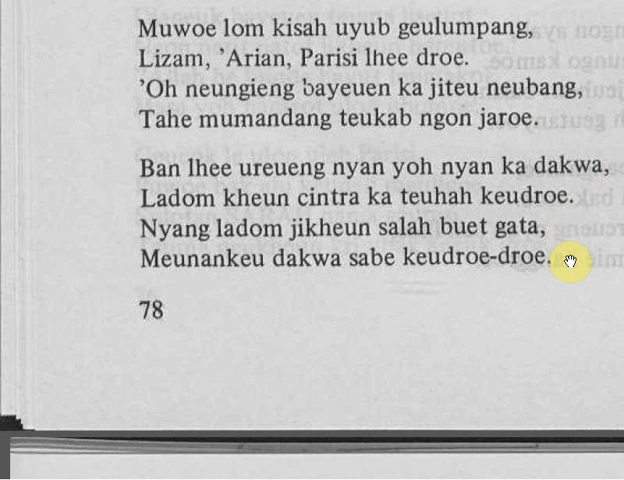 Muwoe lom kisah uyub geulumpang,
Lizam, ’Arian, Parisi lhee droe.
’Oh neungieng bayeuen ka jiteu neubang,
Tahe mumandang teukab ngon jaroe.
Ban lhee ureueng nyan yoh nyan ka dakwa,
Ladom kheun cintra ka teuhah keudroe.
Nyang ladom jikheun salah buet gata,
Meunankeu dakwa sabe keudroe-droe.
78